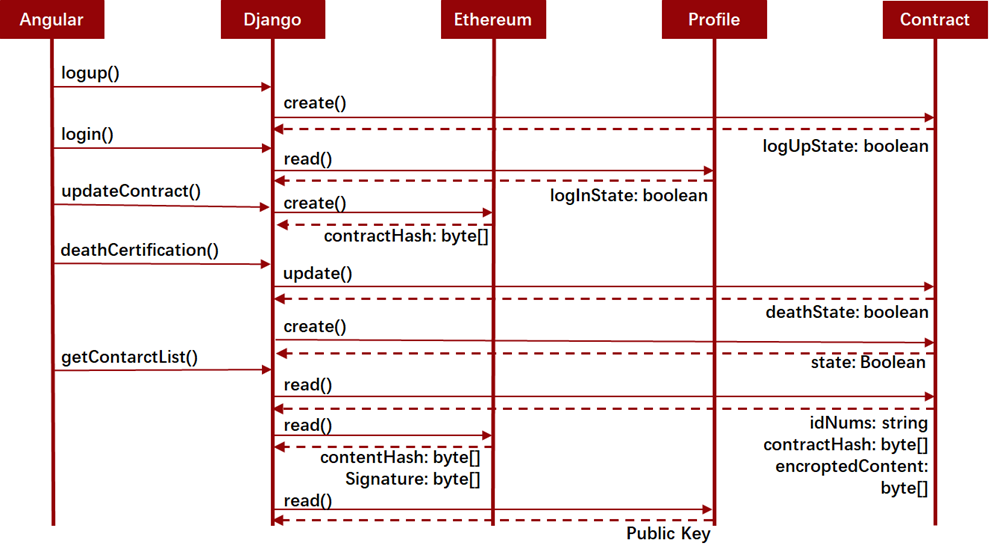 Angular
Django
Ethereum
Profile
Contract
logup()
create()
login()
logUpState: boolean
read()
updateContract()
logInState: boolean
create()
contractHash: byte[]
deathCertification()
update()
deathState: boolean
create()
getContarctList()
state: Boolean
read()
idNums: string
read()
contractHash: byte[]
contentHash: byte[]
encroptedContent:
Signature: byte[]
byte[]
read()
Public Key